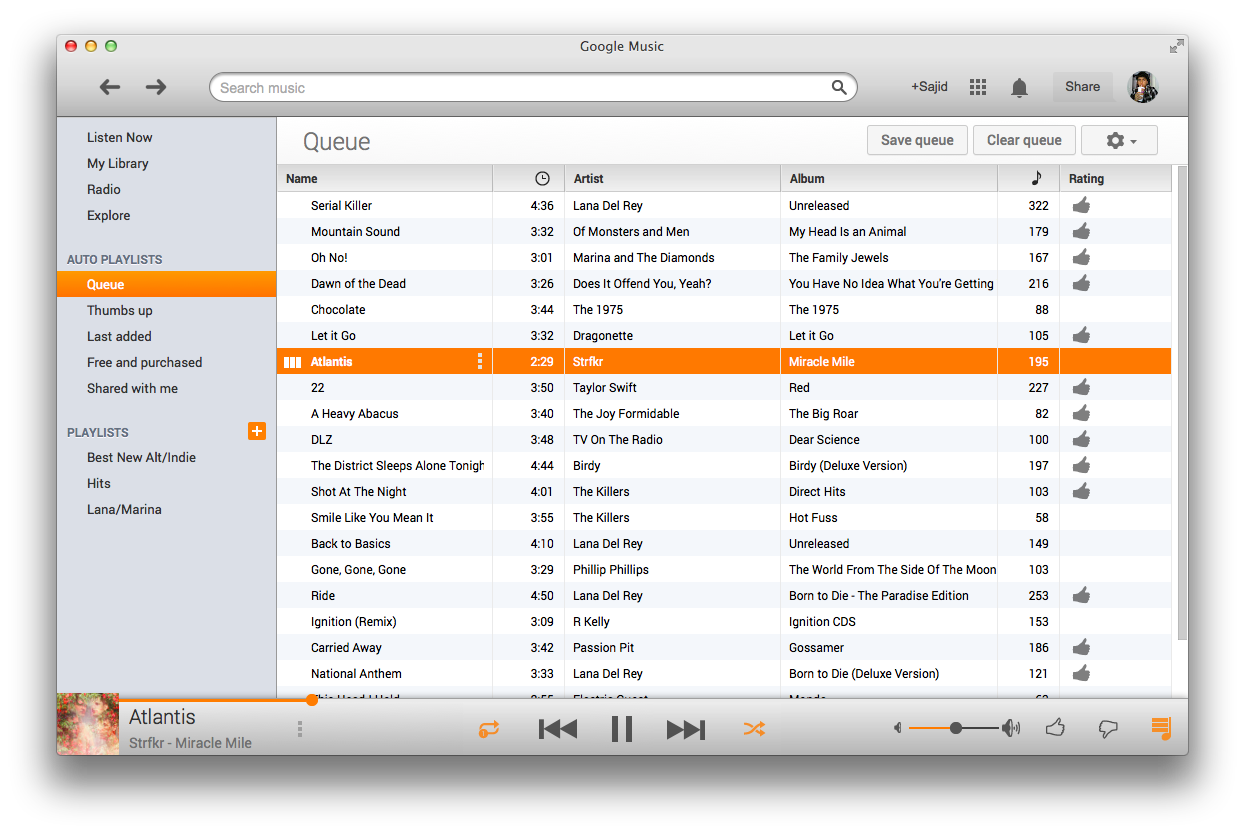 Google Music
Search music
+Sajid
Share
Listen Now
My Library
Radio
Explore
AUTO PLAYLISTS
Queue
Thumbs up
Last added
Free and purchased
Shared with me
PLAYLISTS
Best New Alt/Indie
Hits
Lana/Marina
Queue
Save queue
Clear queue
Name Artist Album Rating
Serial Killer 4:36 Lana Del Rey Unreleased 322
Mountain Sound 3:32 Of Monsters and Men My Head Is an Animal 179
Oh No! 3:01 Marina and The Diamonds The Family Jewels 167
Dawn of the Dead 3:26 Does It Offend You, Yeah? You Have No Idea What You're Getting 216
Chocolate 3:44 The 1975 The 1975 88
Let it Go 3:32 Dragonette Let it Go 105
Atlantis 2:29 Strfkr Miracle Mile 195
22 3:50 Taylor Swift Red 227
A Heavy Abacus 3:40 The Joy Formidable The Big Roar 82
DLZ 3:48 TV On The Radio Dear Science 100
The District Sleeps Alone Tonigh 4:44 Birdy Birdy (Deluxe Version) 197
Shot At The Night 4:01 The Killers Direct Hits 103
Smile Like You Mean It 3:55 The Killers Hot Fuss 58
Back to Basics 4:10 Lana Del Rey Unreleased 149
Gone, Gone, Gone 3:29 Phillip Phillips The World From The Side Of The Moon 103
Ride 4:50 Lana Del Rey Born to Die - The Paradise Edition 253
Ignition (Remix) 3:09 R Kelly Ignition CDS 153
Carried Away 3:42 Passion Pit Gossamer 186
National Anthem 3:33 Lana Del Rey Born to Die (Deluxe Version) 121
Atlantis
Strfkr - Miracle Mile